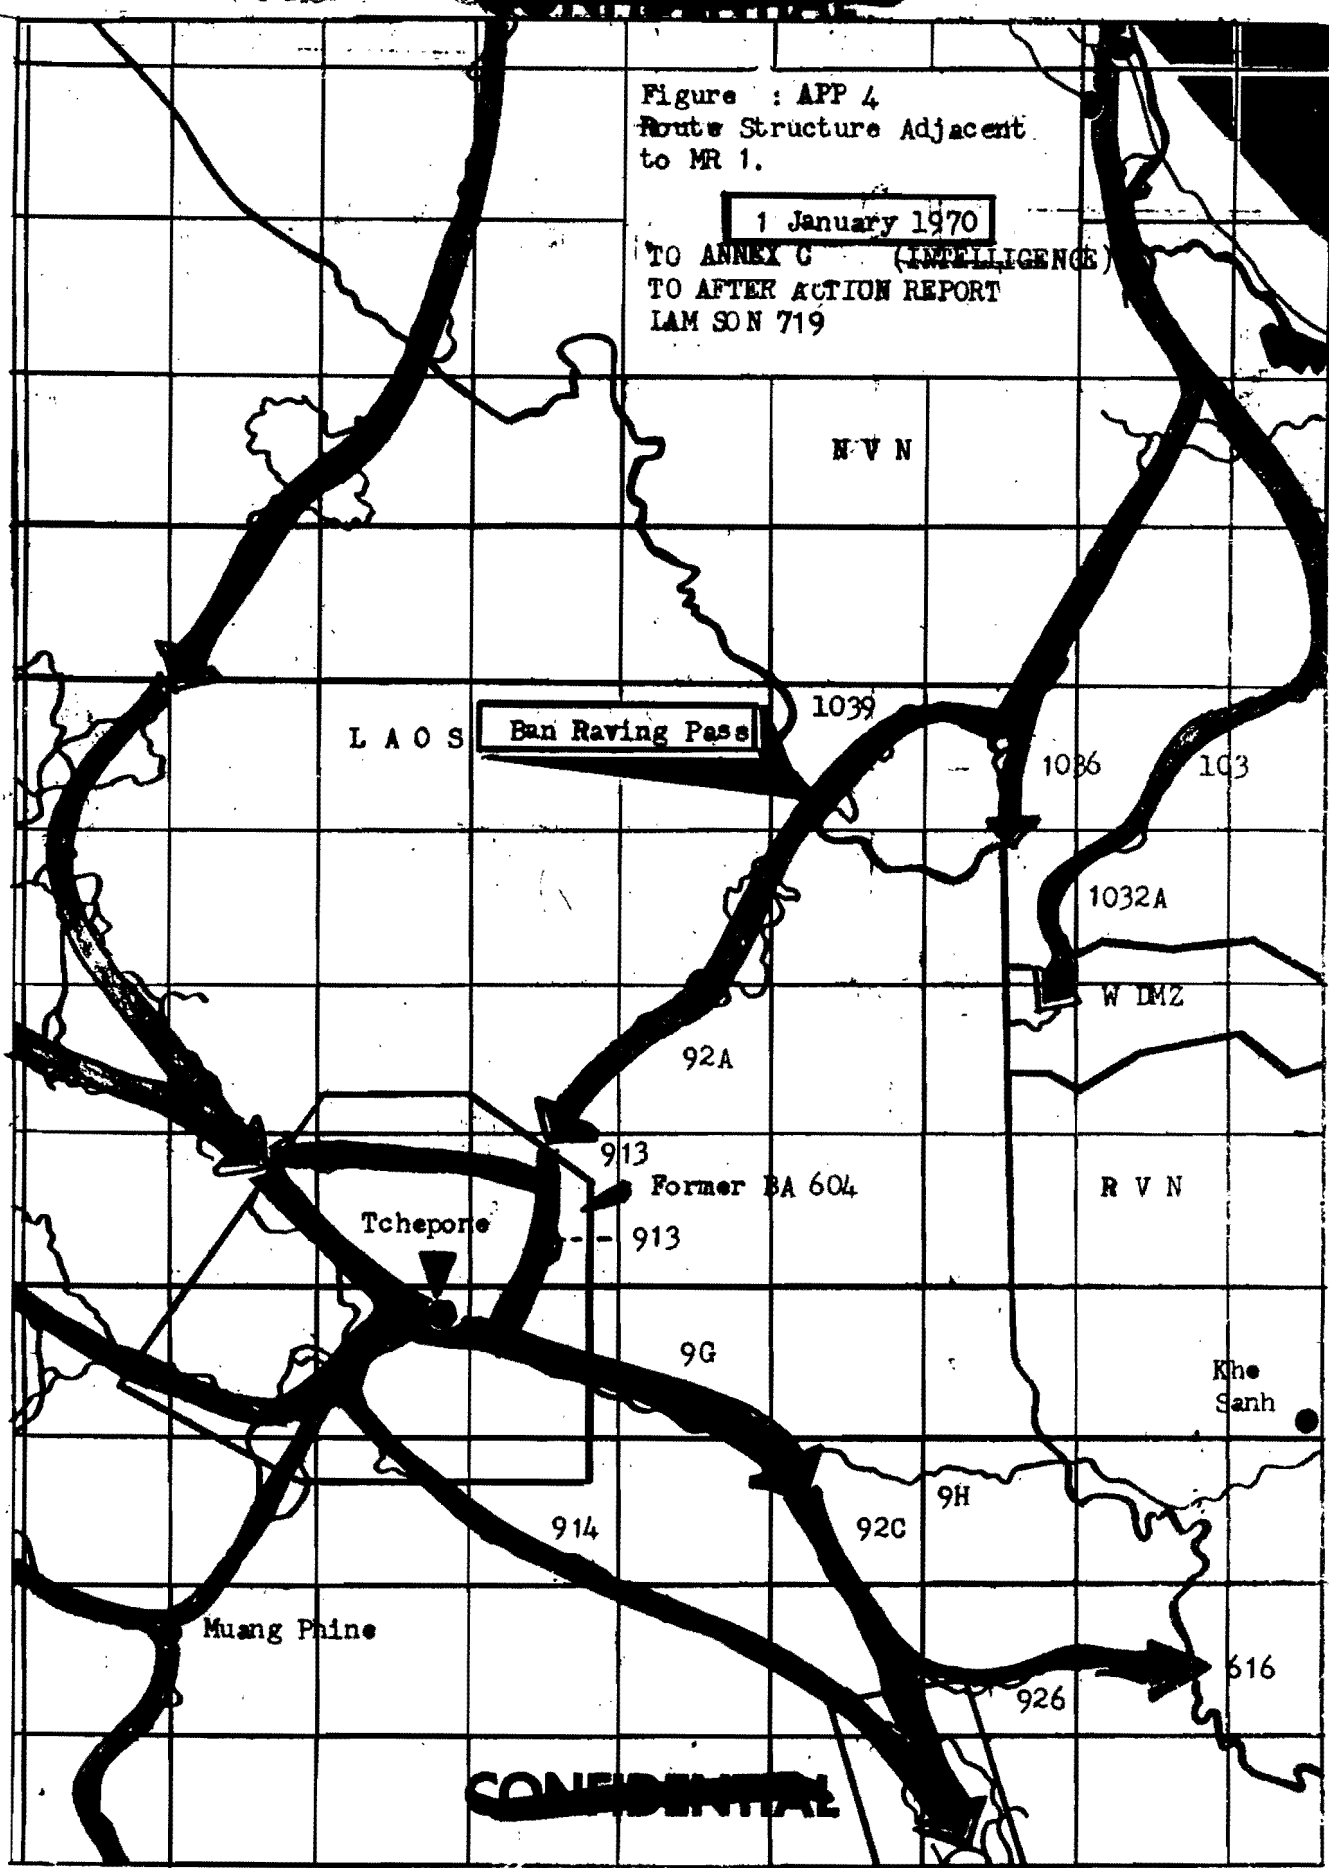 CONFIDENTIAL
Figure : APP 4
Route Structure Adjacent
to MR 1.
1 January 1970
TO ANNEX C (INTELLIGENCE)
TO AFTER ACTION REPORT
LAM SON 719
N V N
L A O S
Ban Raving Pass
1039
1036
103
1032A
W DMZ
92A
913
Former BA 604
R V N
Tchepone
913
9G
Khe
Sanh
9H
914
92C
Muang Phine
616
926
CONFIDENTIAL